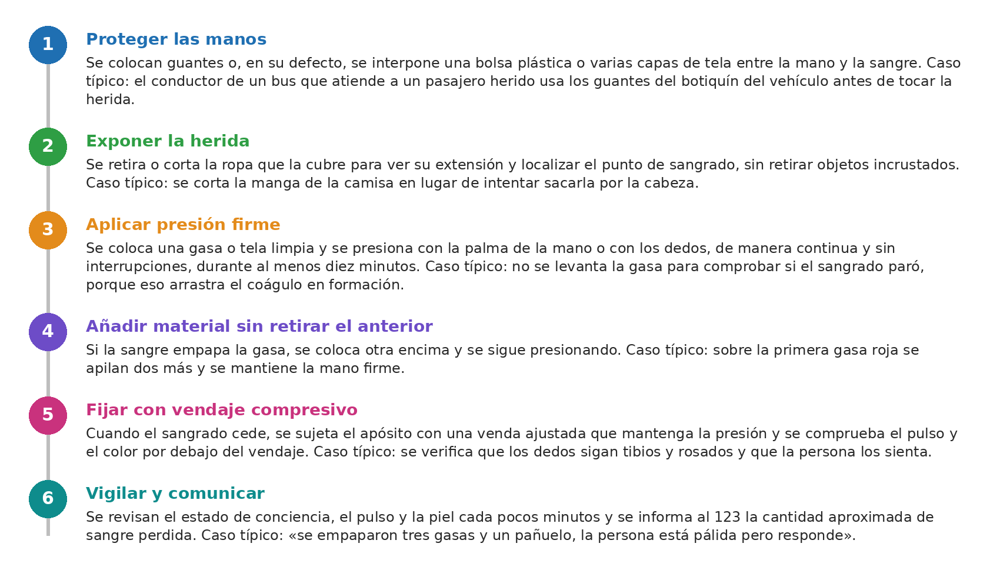 1
Proteger las manos
Se colocan guantes o, en su defecto, se interpone una bolsa plástica o varias capas de tela entre la mano y la sangre. Caso
típico: el conductor de un bus que atiende a un pasajero herido usa los guantes del botiquín del vehículo antes de tocar la
herida.
2
Exponer la herida
Se retira o corta la ropa que la cubre para ver su extensión y localizar el punto de sangrado, sin retirar objetos incrustados.
Caso típico: se corta la manga de la camisa en lugar de intentar sacarla por la cabeza.
3
Aplicar presión firme
Se coloca una gasa o tela limpia y se presiona con la palma de la mano o con los dedos, de manera continua y sin
interrupciones, durante al menos diez minutos. Caso típico: no se levanta la gasa para comprobar si el sangrado paró,
porque eso arrastra el coágulo en formación.
4
Añadir material sin retirar el anterior
Si la sangre empapa la gasa, se coloca otra encima y se sigue presionando. Caso típico: sobre la primera gasa roja se
apilan dos más y se mantiene la mano firme.
5
Fijar con vendaje compresivo
Cuando el sangrado cede, se sujeta el apósito con una venda ajustada que mantenga la presión y se comprueba el pulso y
el color por debajo del vendaje. Caso típico: se verifica que los dedos sigan tibios y rosados y que la persona los sienta.
6
Vigilar y comunicar
Se revisan el estado de conciencia, el pulso y la piel cada pocos minutos y se informa al 123 la cantidad aproximada de
sangre perdida. Caso típico: «se empaparon tres gasas y un pañuelo, la persona está pálida pero responde».